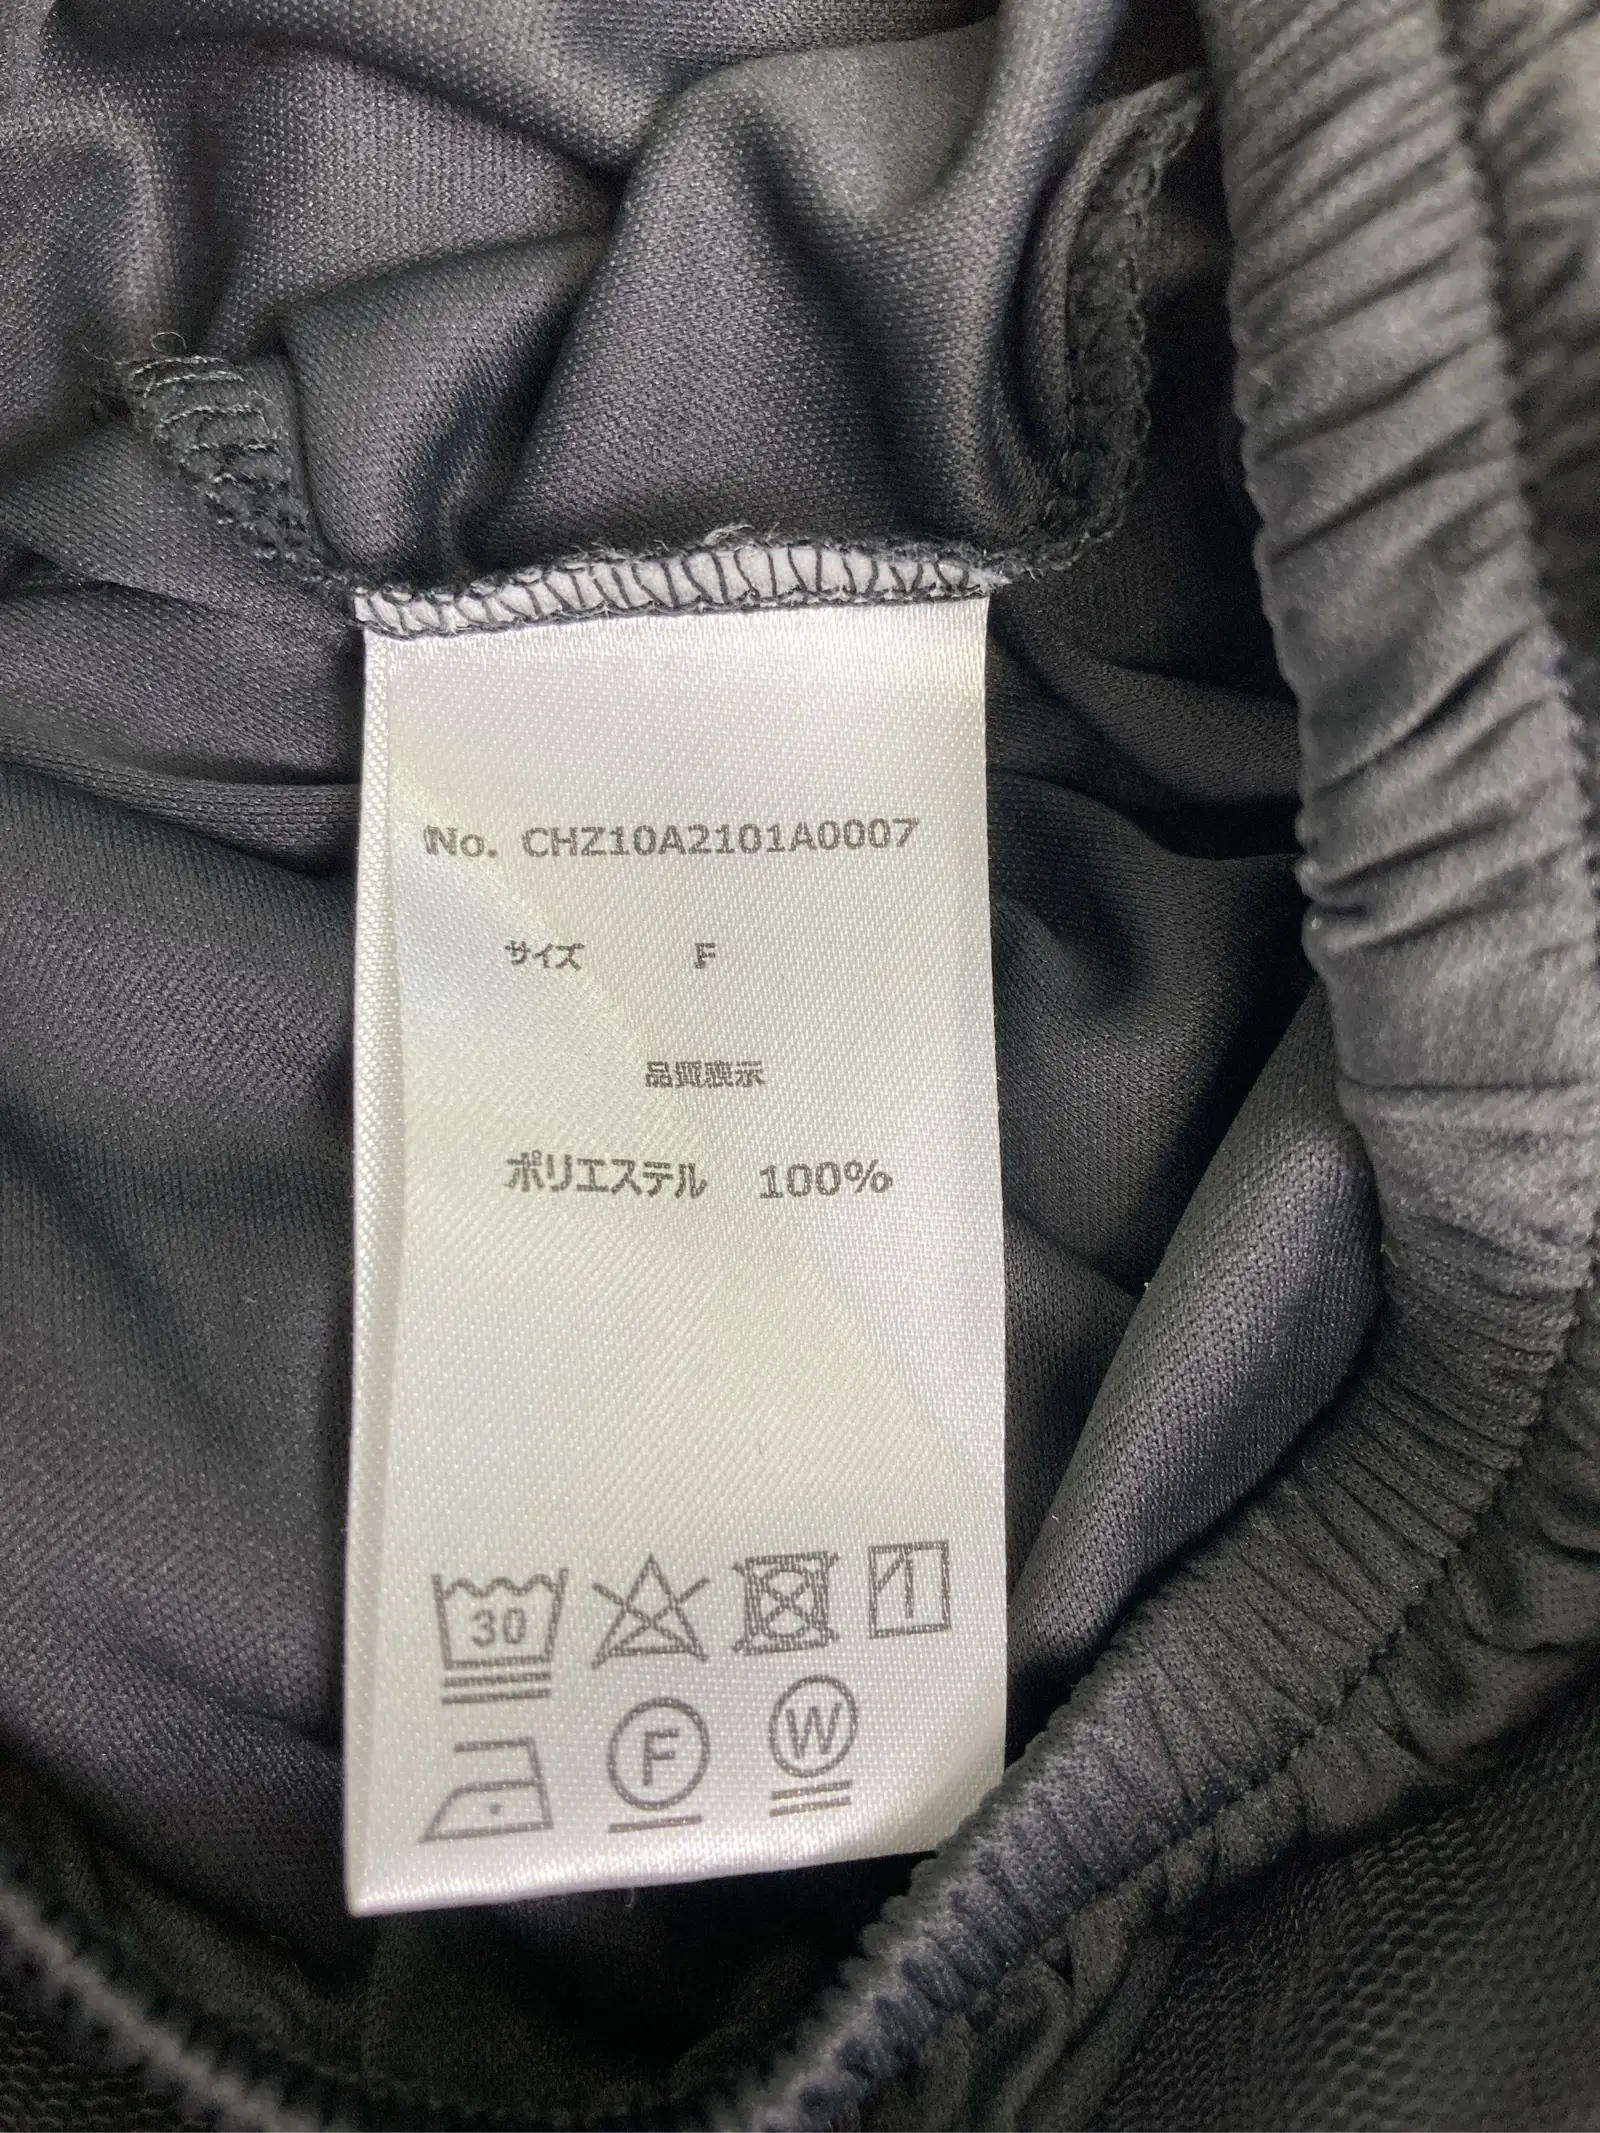 No. CHZ10A2101A0007
サイズ F
品質表示
ポリエステル 100%
30
F W